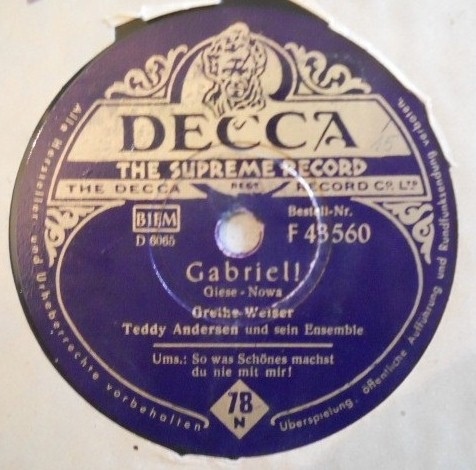 DECCA
THE SUPREME RECORD
THE DECCA REGD RECORD CO. LTD
BIEM
D 6065
Bestell-Nr.
F 43560
Gabriel!
Giese - Nowa
Grethe Weiser
Teddy Andersen und sein Ensemble
Ums.: So was Schönes machst
du nie mit mir!
78
N
Alle Hersteller und Urheberrechte vorbehalten
Überspielung, öffentliche Aufführung und Rundfunksendung verboten.